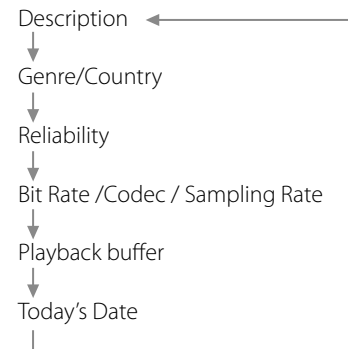 Description
Genre/Country
Reliability
Bit Rate /Codec / Sampling Rate
Playback buffer
Today's Date